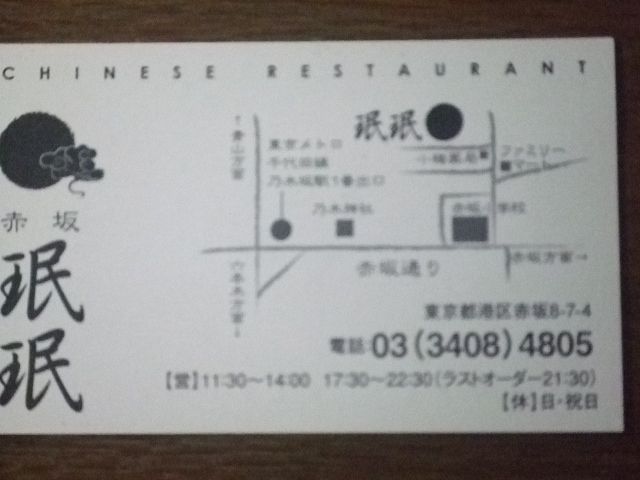 CHINESE RESTAURANT
赤坂
珉珉
↑青山方面
東京メトロ
千代田線
乃木坂駅1番出口
乃木神社
珉珉
小嶋薬局
ファミリー
マート
赤坂小学校
赤坂通り
赤坂方面→
六本木方面↓
東京都港区赤坂8-7-4
電話 03(3408)4805
【営】11:30〜14:00 17:30〜22:30(ラストオーダー21:30)
【休】日・祝日